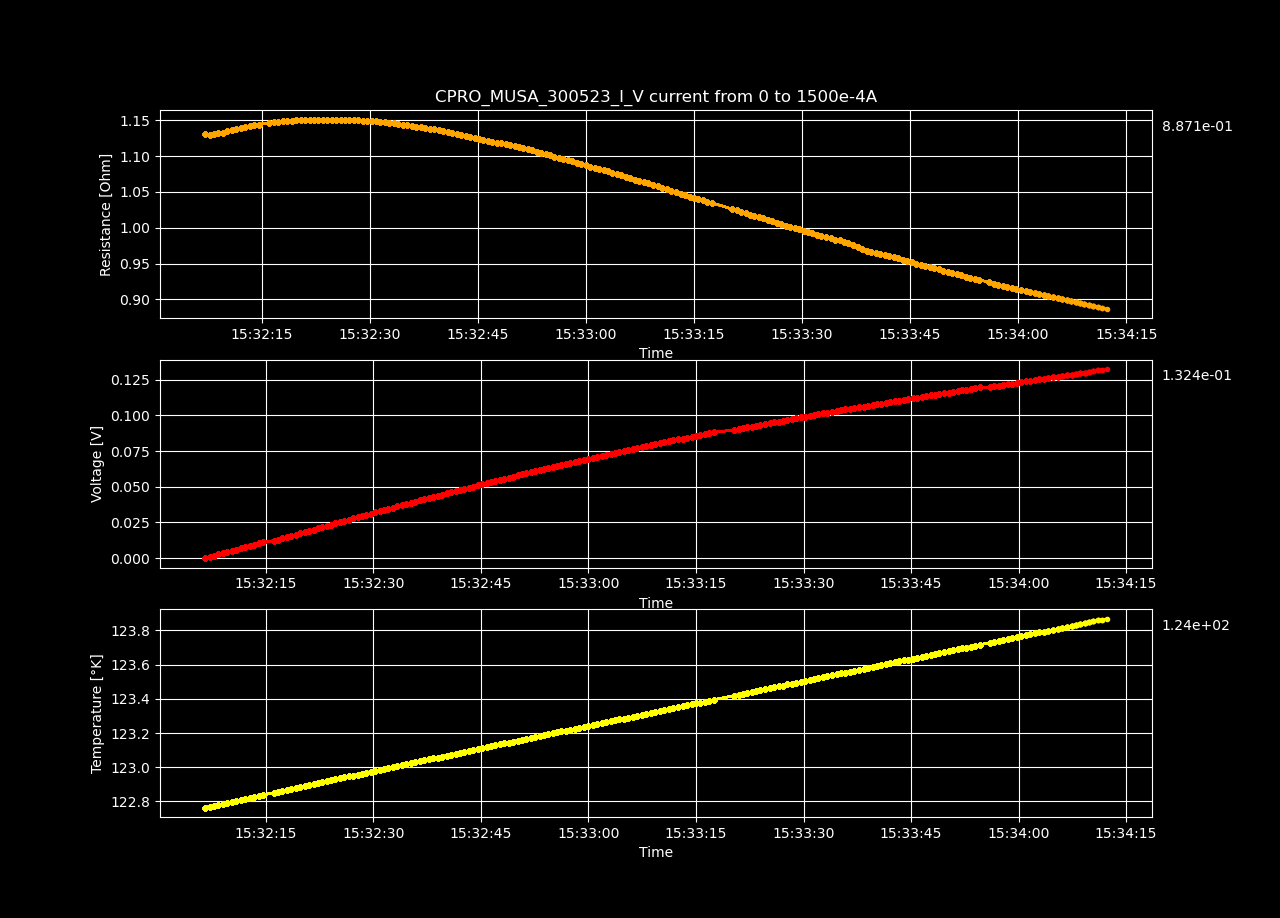 CPRO_MUSA_300523_I_V current from 0 to 1500e-4A
1.15
1.10
1.05
1.00
0.95
0.90
Resistance [Ohm]
8.871e-01
15:32:15 15:32:30 15:32:45 15:33:00 15:33:15 15:33:30 15:33:45 15:34:00 15:34:15
Time
0.125
0.100
0.075
0.050
0.025
0.000
Voltage [V]
1.324e-01
15:32:15 15:32:30 15:32:45 15:33:00 15:33:15 15:33:30 15:33:45 15:34:00 15:34:15
Time
123.8
123.6
123.4
123.2
123.0
122.8
Temperature [°K]
1.24e+02
15:32:15 15:32:30 15:32:45 15:33:00 15:33:15 15:33:30 15:33:45 15:34:00 15:34:15
Time